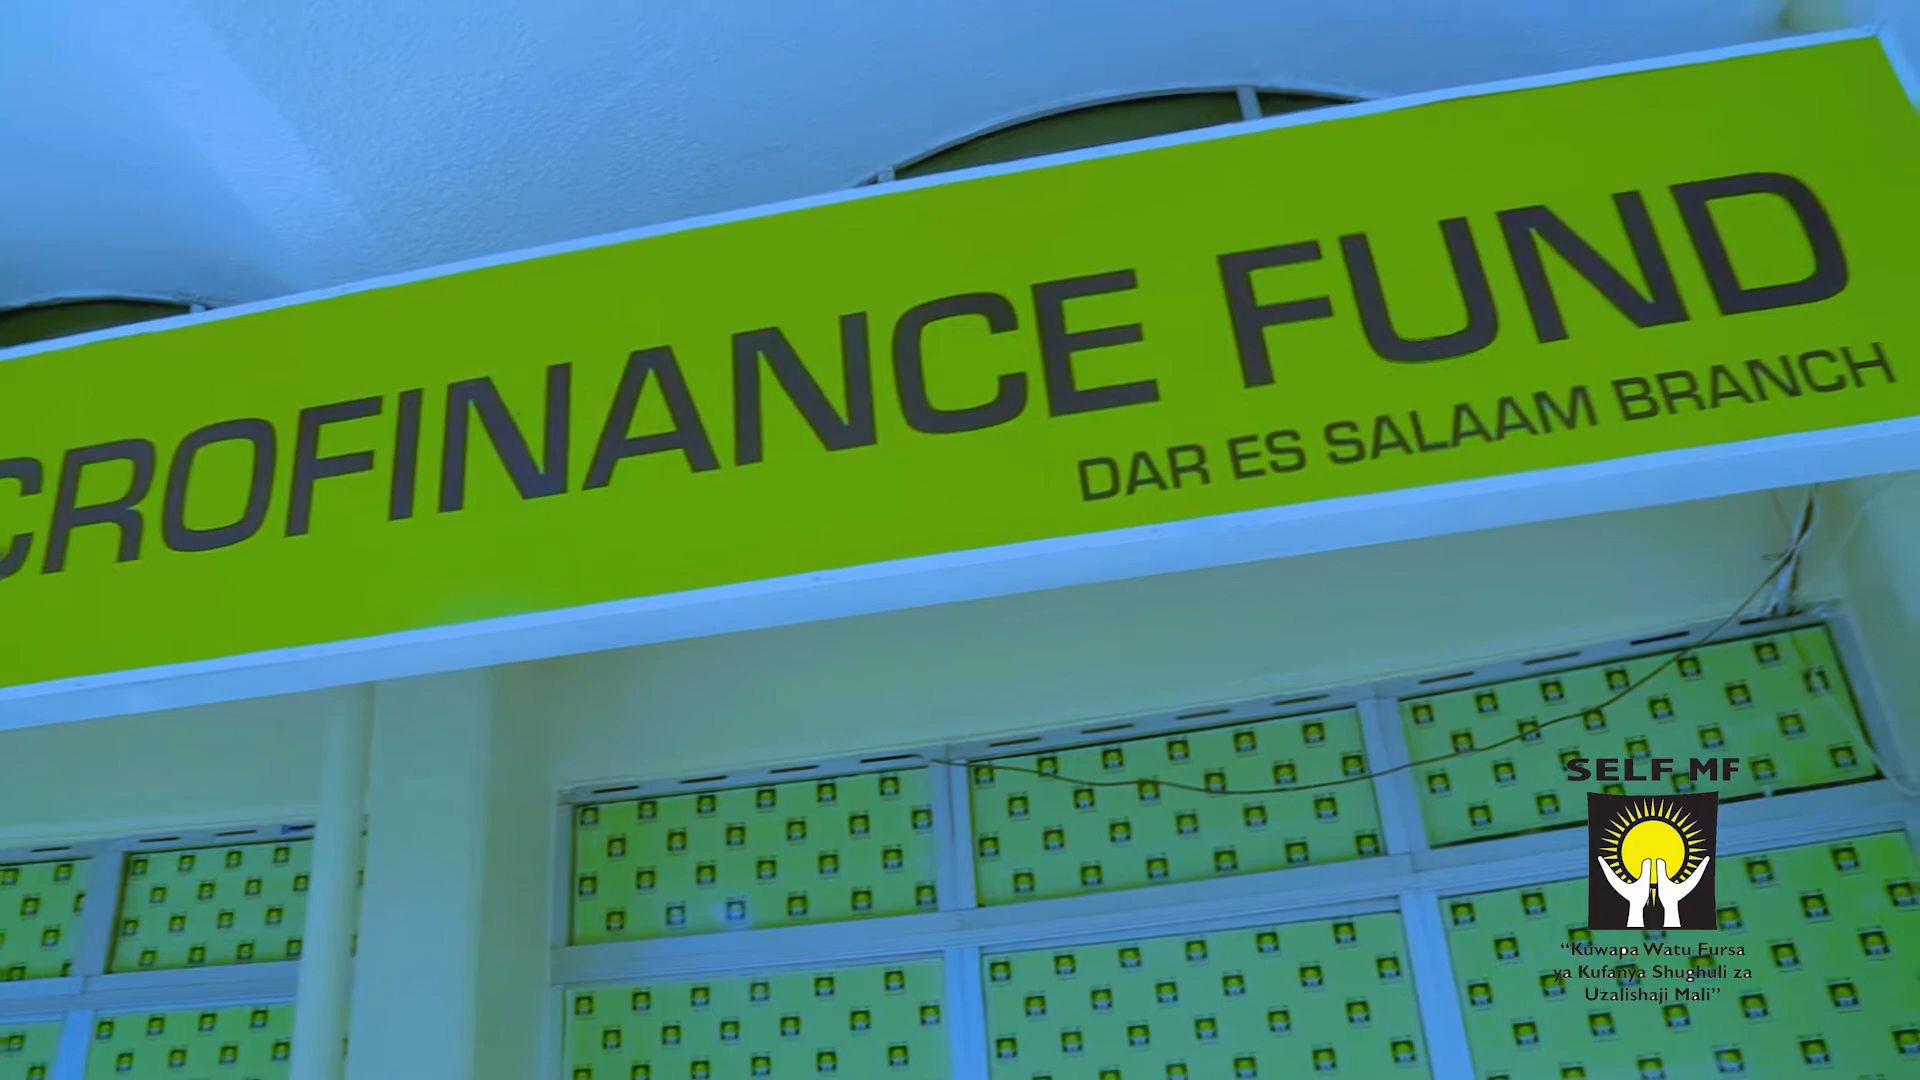 CROFINANCE FUND
DAR ES SALAAM BRANCH
SELF MF
“Kuwapa Watu Fursa
ya Kufanya Shughuli za
Uzalishaji Mali”